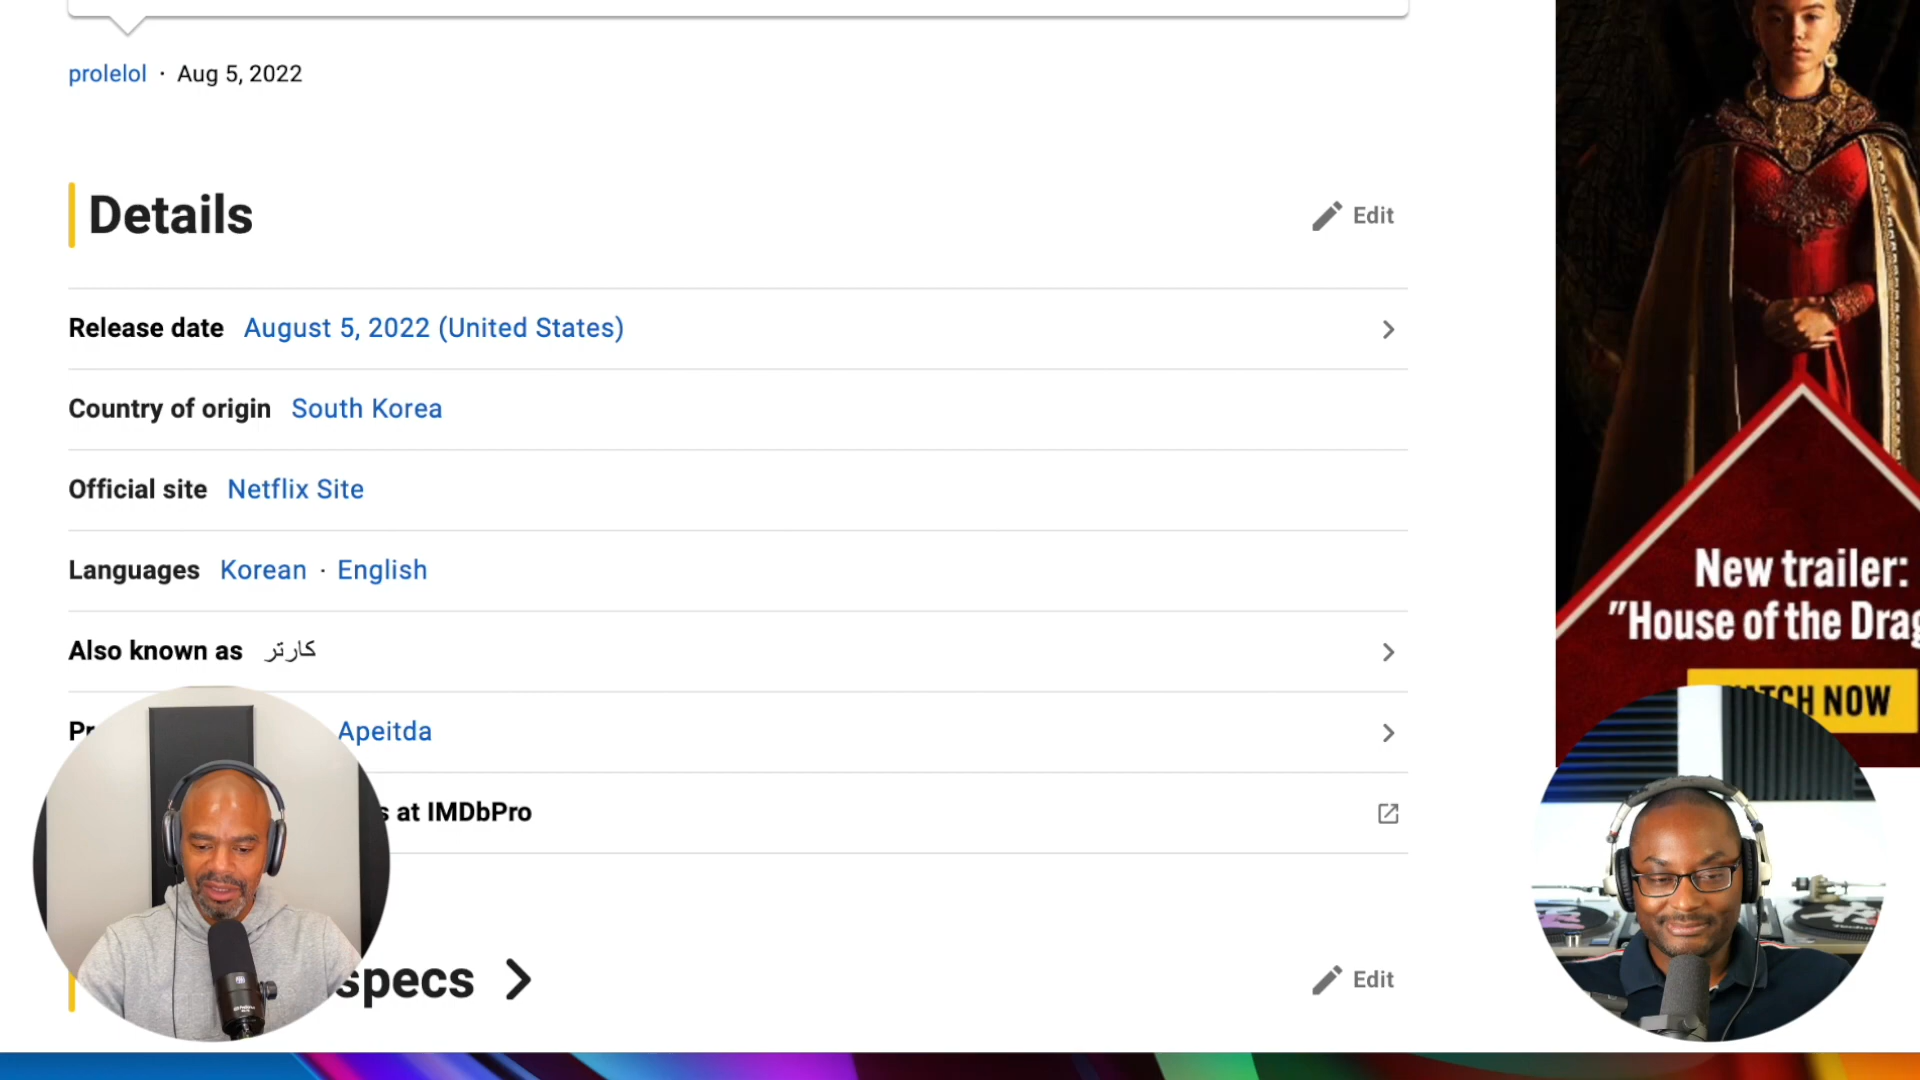 prolelol · Aug 5, 2022
Details
Edit
Release date August 5, 2022 (United States)
Country of origin South Korea
Official site Netflix Site
Languages Korean · English
Also known as کارتر
Apeitda
at IMDbPro
specs
Edit
New trailer:
"House of the Drag
NOW